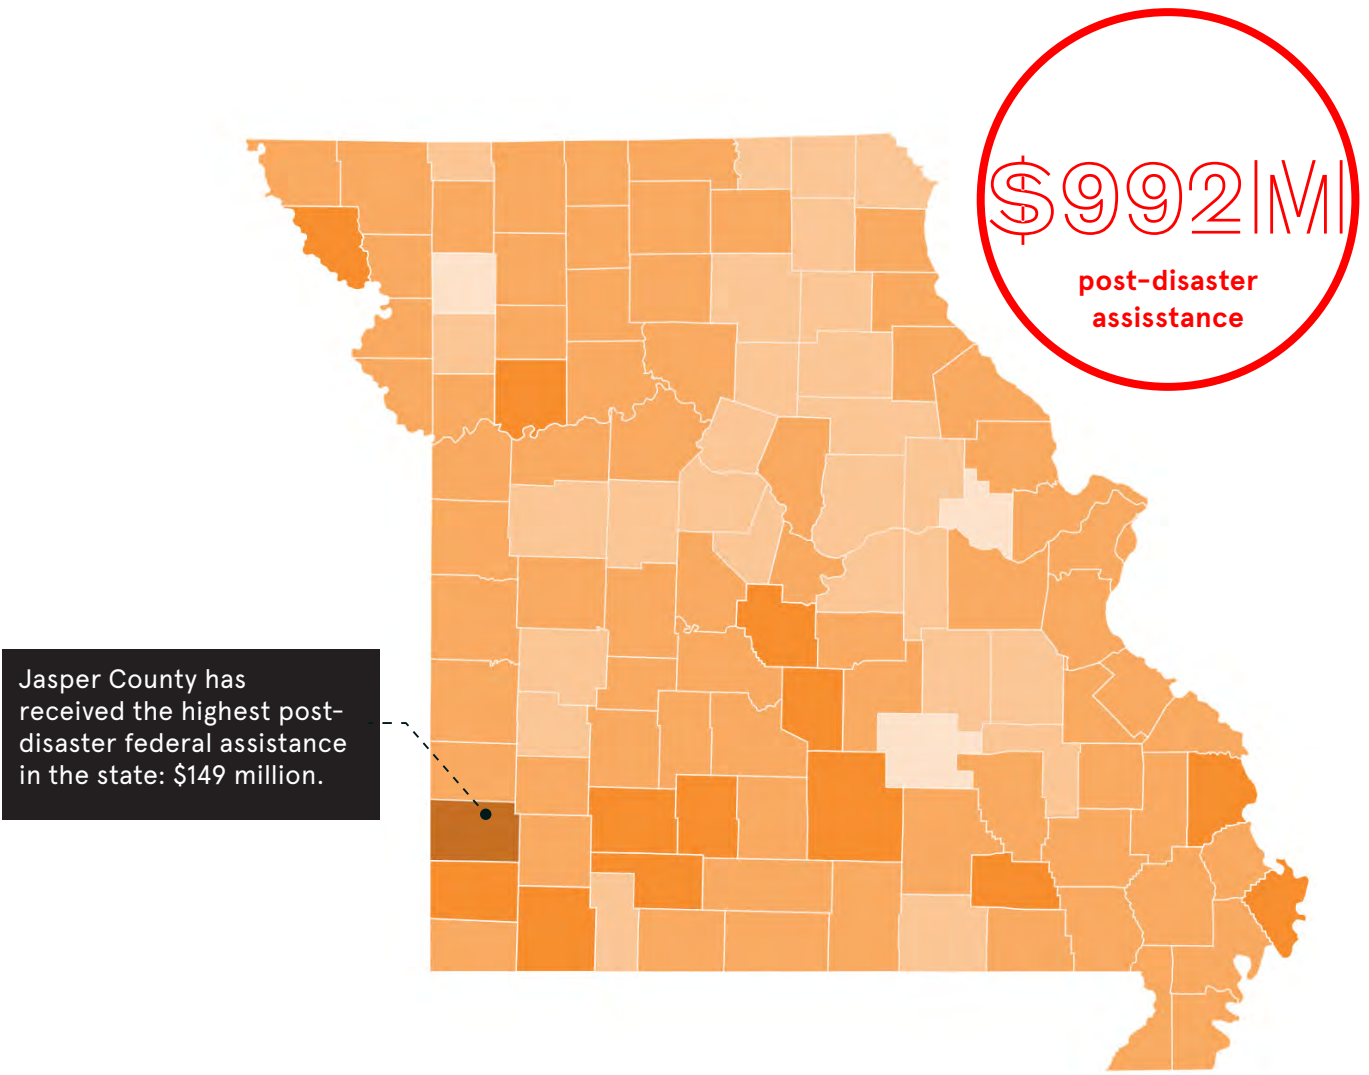 $992M
post-disaster
assisstance
Jasper County has
received the highest post-
disaster federal assistance
in the state: $149 million.